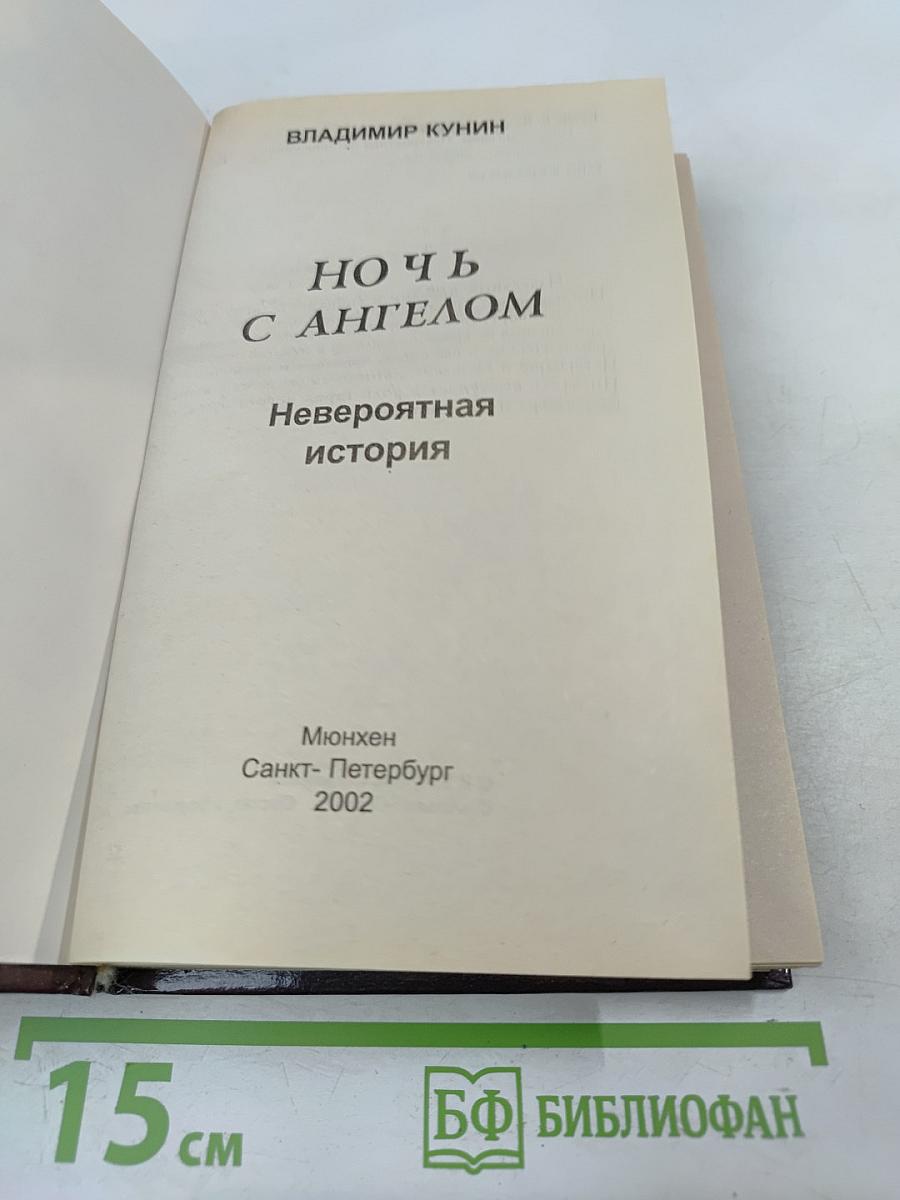 ВЛАДИМИР КУНИН
НОЧЬ
С АНГЕЛОМ
Невероятная
история
Мюнхен
Санкт- Петербург
2002
15 см
БФ БИБЛИОФАН